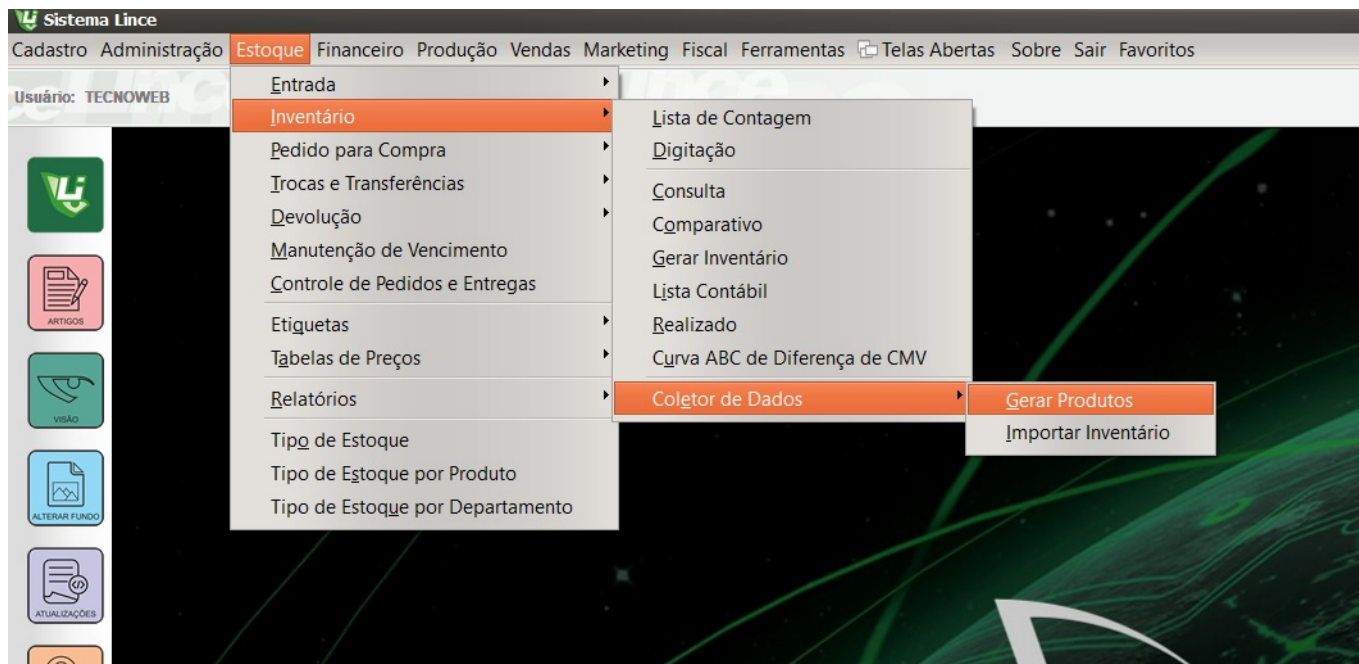 Sistema Lince
Cadastro Administração Estoque Financeiro Produção Vendas Marketing Fiscal Ferramentas Telas Abertas Sobre Sair Favoritos
Usuário: TECNOWEB
Entrada
Inventário
Pedido para Compra
Trocas e Transferências
Devolução
Manutenção de Vencimento
Controle de Pedidos e Entregas
Etiquetas
Tabelas de Preços
Relatórios
Tipo de Estoque
Tipo de Estoque por Produto
Tipo de Estoque por Departamento
Lista de Contagem
Digitação
Consulta
Comparativo
Gerar Inventário
Lista Contábil
Realizado
Curva ABC de Diferença de CMV
Coletor de Dados
Gerar Produtos
Importar Inventário
ARTIGOS
VISÃO
ALTERAR FUNDO
ATUALIZAÇÕES